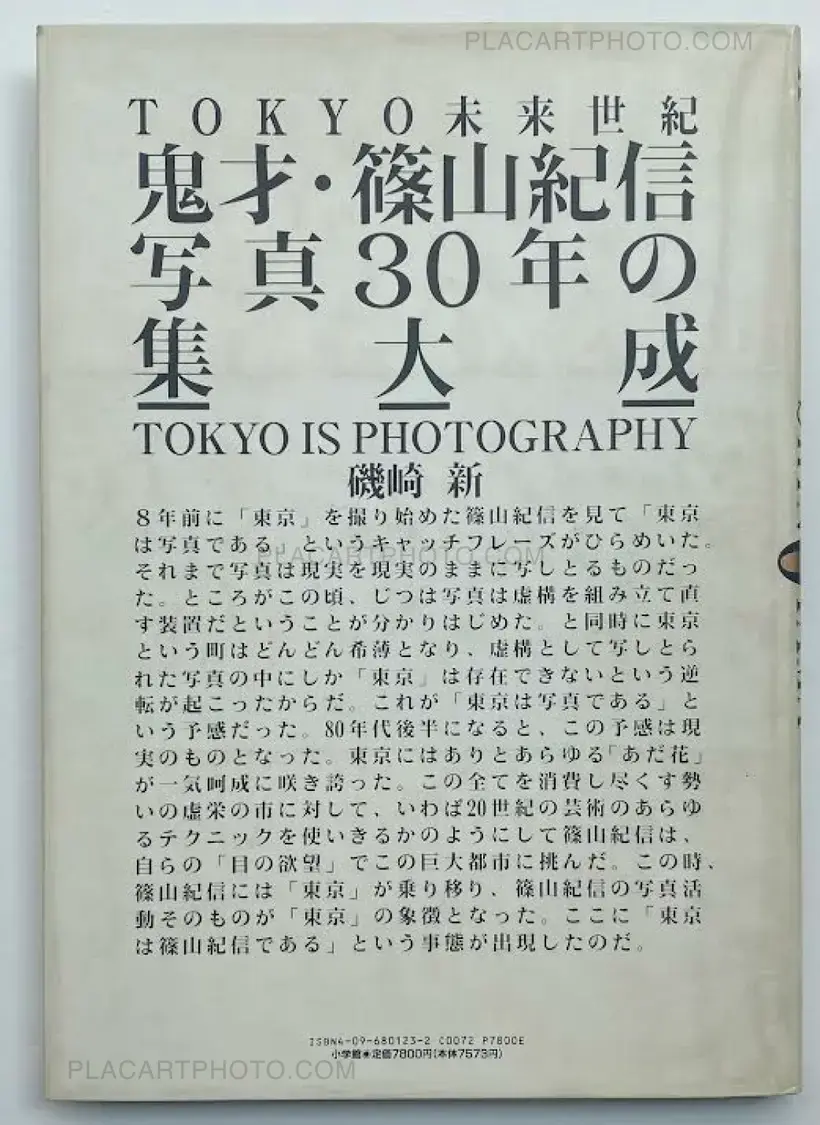 PLACARTPHOTO.COM
TOKYO未来世紀
鬼才・篠山紀信
写真30年の
集大成
TOKYO IS PHOTOGRAPHY
磯崎 新
8年前に「東京」を撮り始めた篠山紀信を見て「東京
は写真である」というキャッチフレーズがひらめいた。
それまで写真は現実を現実のままに写しとるものだっ
た。ところがこの頃、じつは写真は虚構を組み立て直
す装置だということが分かりはじめた。と同時に東京
という町はどんどん希薄となり、虚構として写しとら
れた写真の中にしか「東京」は存在できないという逆
転が起こったからだ。これが「東京は写真である」と
いう予感だった。80年代後半になると、この予感は現
実のものとなった。東京にはありとあらゆる「あだ花」
が一気呵成に咲き誇った。この全てを消費し尽くす勢
いの虚栄の市に対して、いわば20世紀の芸術のあらゆ
るテクニックを使いきるかのようにして篠山紀信は、
自らの「目の欲望」でこの巨大都市に挑んだ。この時、
篠山紀信には「東京」が乗り移り、篠山紀信の写真活
動そのものが「東京」の象徴となった。ここに「東京
は篠山紀信である」という事態が出現したのだ。
PLACARTPHOTO.COM
ISBN4-09-680123-2 C0072 P7800E
小学館●定価7800円(本体7573円)
PLACARTPHOTO.COM